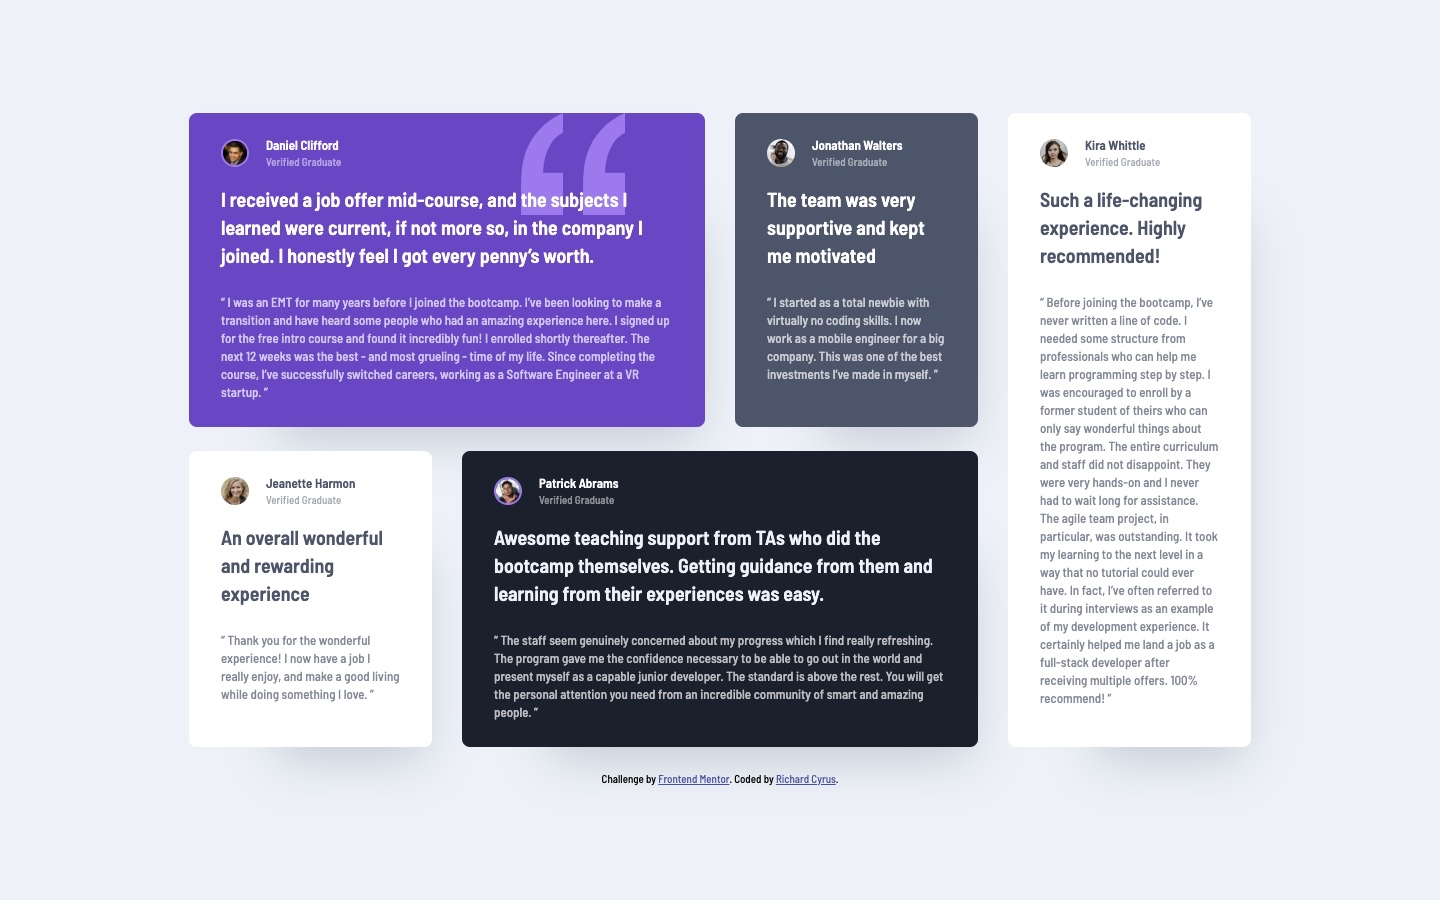 Daniel Clifford
Verified Graduate
I received a job offer mid-course, and the subjects I
learned were current, if not more so, in the company I
joined. I honestly feel I got every penny’s worth.
“ I was an EMT for many years before I joined the bootcamp. I’ve been looking to make a
transition and have heard some people who had an amazing experience here. I signed up
for the free intro course and found it incredibly fun! I enrolled shortly thereafter. The
next 12 weeks was the best - and most grueling - time of my life. Since completing the
course, I’ve successfully switched careers, working as a Software Engineer at a VR
startup. ”
Jonathan Walters
Verified Graduate
The team was very
supportive and kept
me motivated
“ I started as a total newbie with
virtually no coding skills. I now
work as a mobile engineer for a big
company. This was one of the best
investments I’ve made in myself. ”
Kira Whittle
Verified Graduate
Such a life-changing
experience. Highly
recommended!
“ Before joining the bootcamp, I’ve
never written a line of code. I
needed some structure from
professionals who can help me
learn programming step by step. I
was encouraged to enroll by a
former student of theirs who can
only say wonderful things about
the program. The entire curriculum
and staff did not disappoint. They
were very hands-on and I never
had to wait long for assistance.
The agile team project, in
particular, was outstanding. It took
my learning to the next level in a
way that no tutorial could ever
have. In fact, I’ve often referred to
it during interviews as an example
of my development experience. It
certainly helped me land a job as a
full-stack developer after
receiving multiple offers. 100%
recommend! ”
Jeanette Harmon
Verified Graduate
An overall wonderful
and rewarding
experience
“ Thank you for the wonderful
experience! I now have a job I
really enjoy, and make a good living
while doing something I love. ”
Patrick Abrams
Verified Graduate
Awesome teaching support from TAs who did the
bootcamp themselves. Getting guidance from them and
learning from their experiences was easy.
“ The staff seem genuinely concerned about my progress which I find really refreshing.
The program gave me the confidence necessary to be able to go out in the world and
present myself as a capable junior developer. The standard is above the rest. You will get
the personal attention you need from an incredible community of smart and amazing
people. ”
Challenge by Frontend Mentor. Coded by Richard Cyrus.